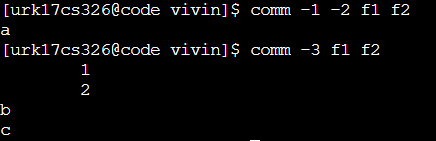 [urk17cs326@code vivin]$ comm -1 -2 f1 f2
a
[urk17cs326@code vivin]$ comm -3 f1 f2
1
2
b
c